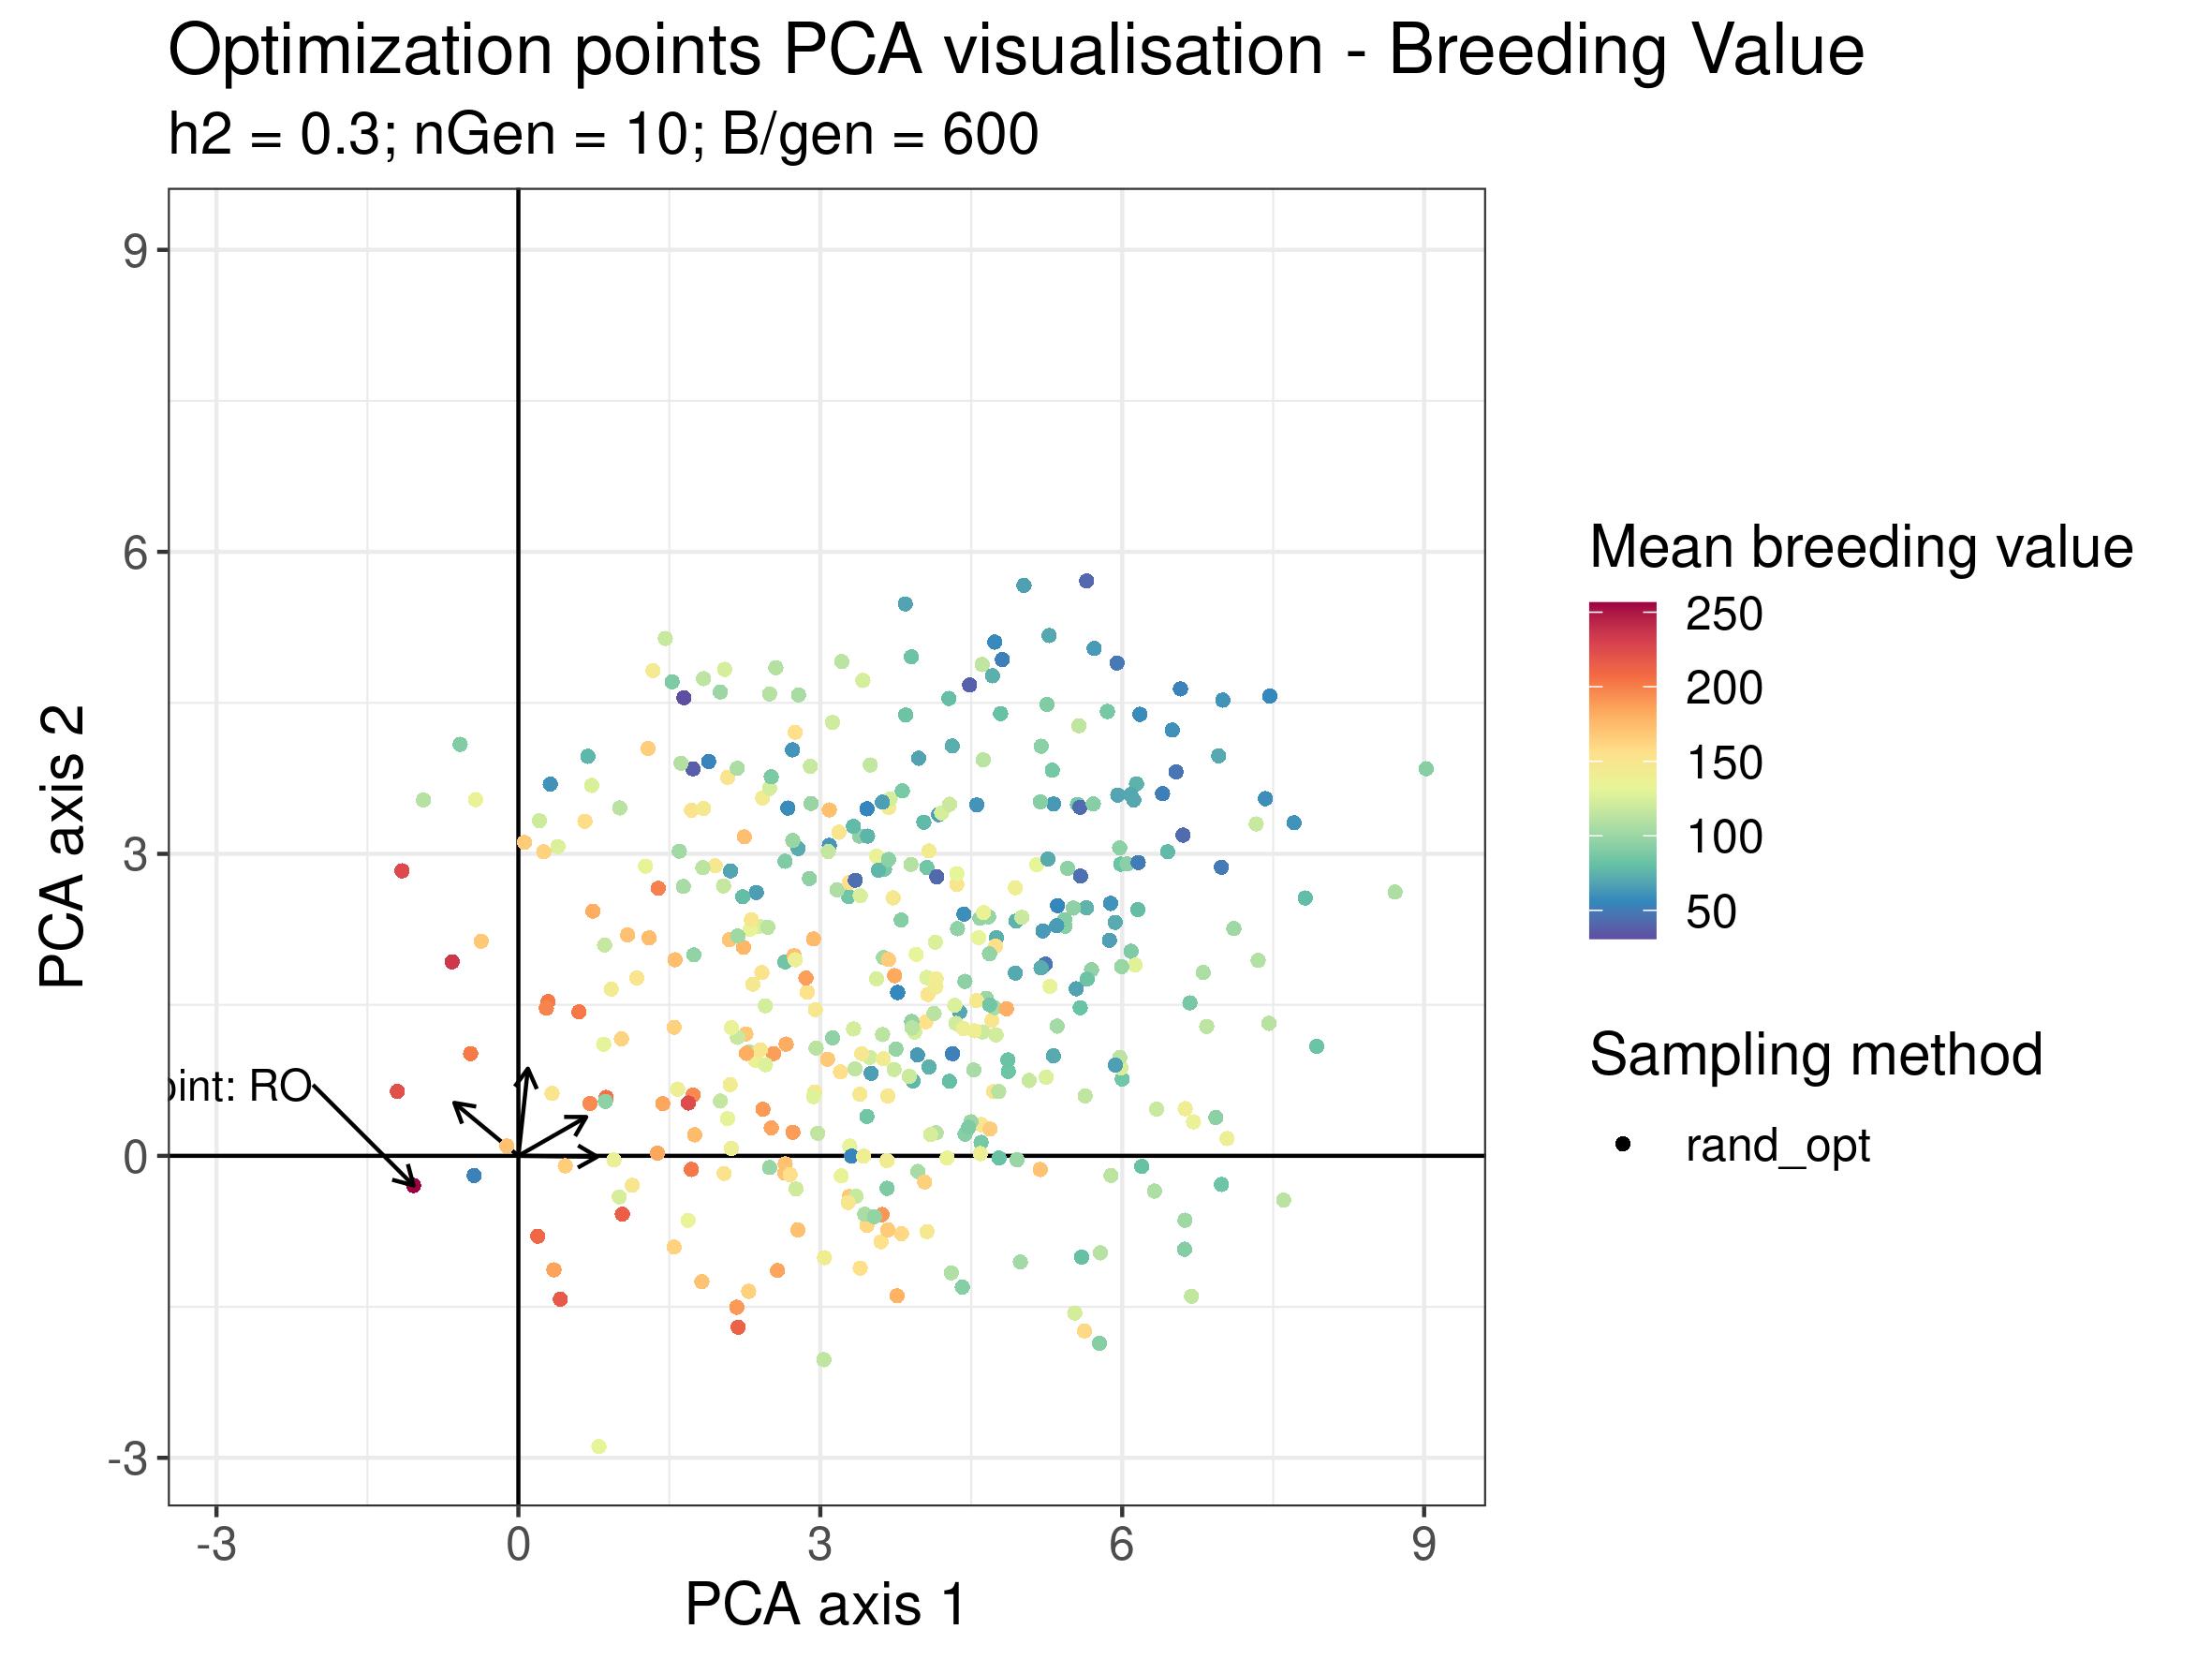 Optimization points PCA visualisation - Breeding Value
h2 = 0.3; nGen = 10; B/gen = 600
9
6
3
0
-3
PCA axis 2
oint: RO
-3
0
3
6
9
PCA axis 1
Mean breeding value
250
200
150
100
50
Sampling method
rand_opt